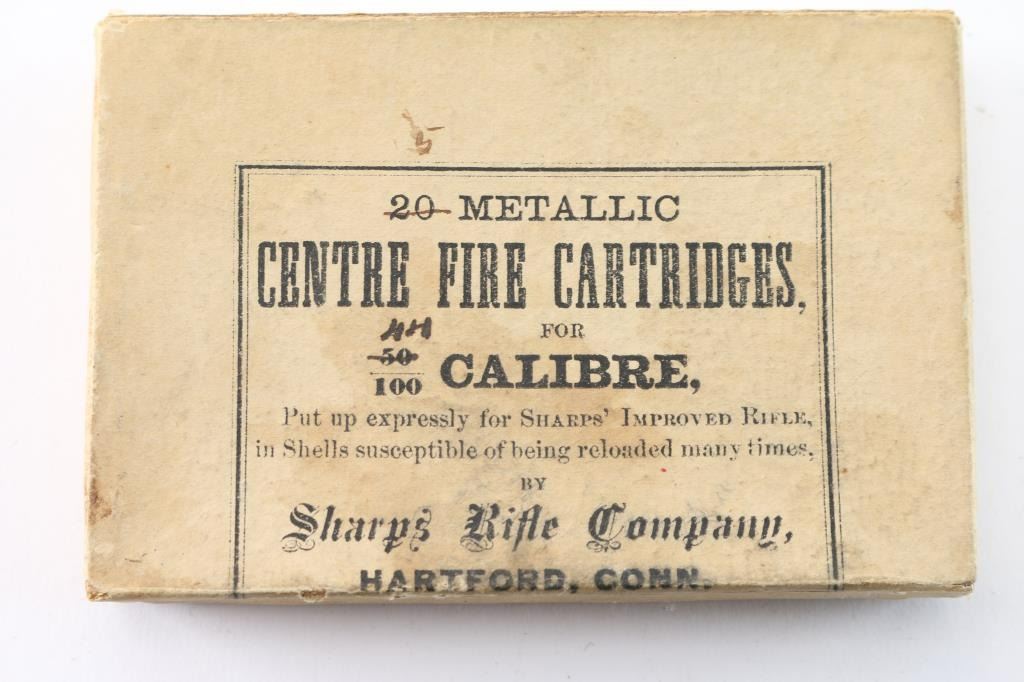 20 METALLIC
CENTRE FIRE CARTRIDGES,
FOR
44
50
100 CALIBRE,
Put up expressly for SHARPS' IMPROVED RIFLE,
in Shells susceptible of being reloaded many times,
BY
Sharps Rifle Company,
HARTFORD, CONN.